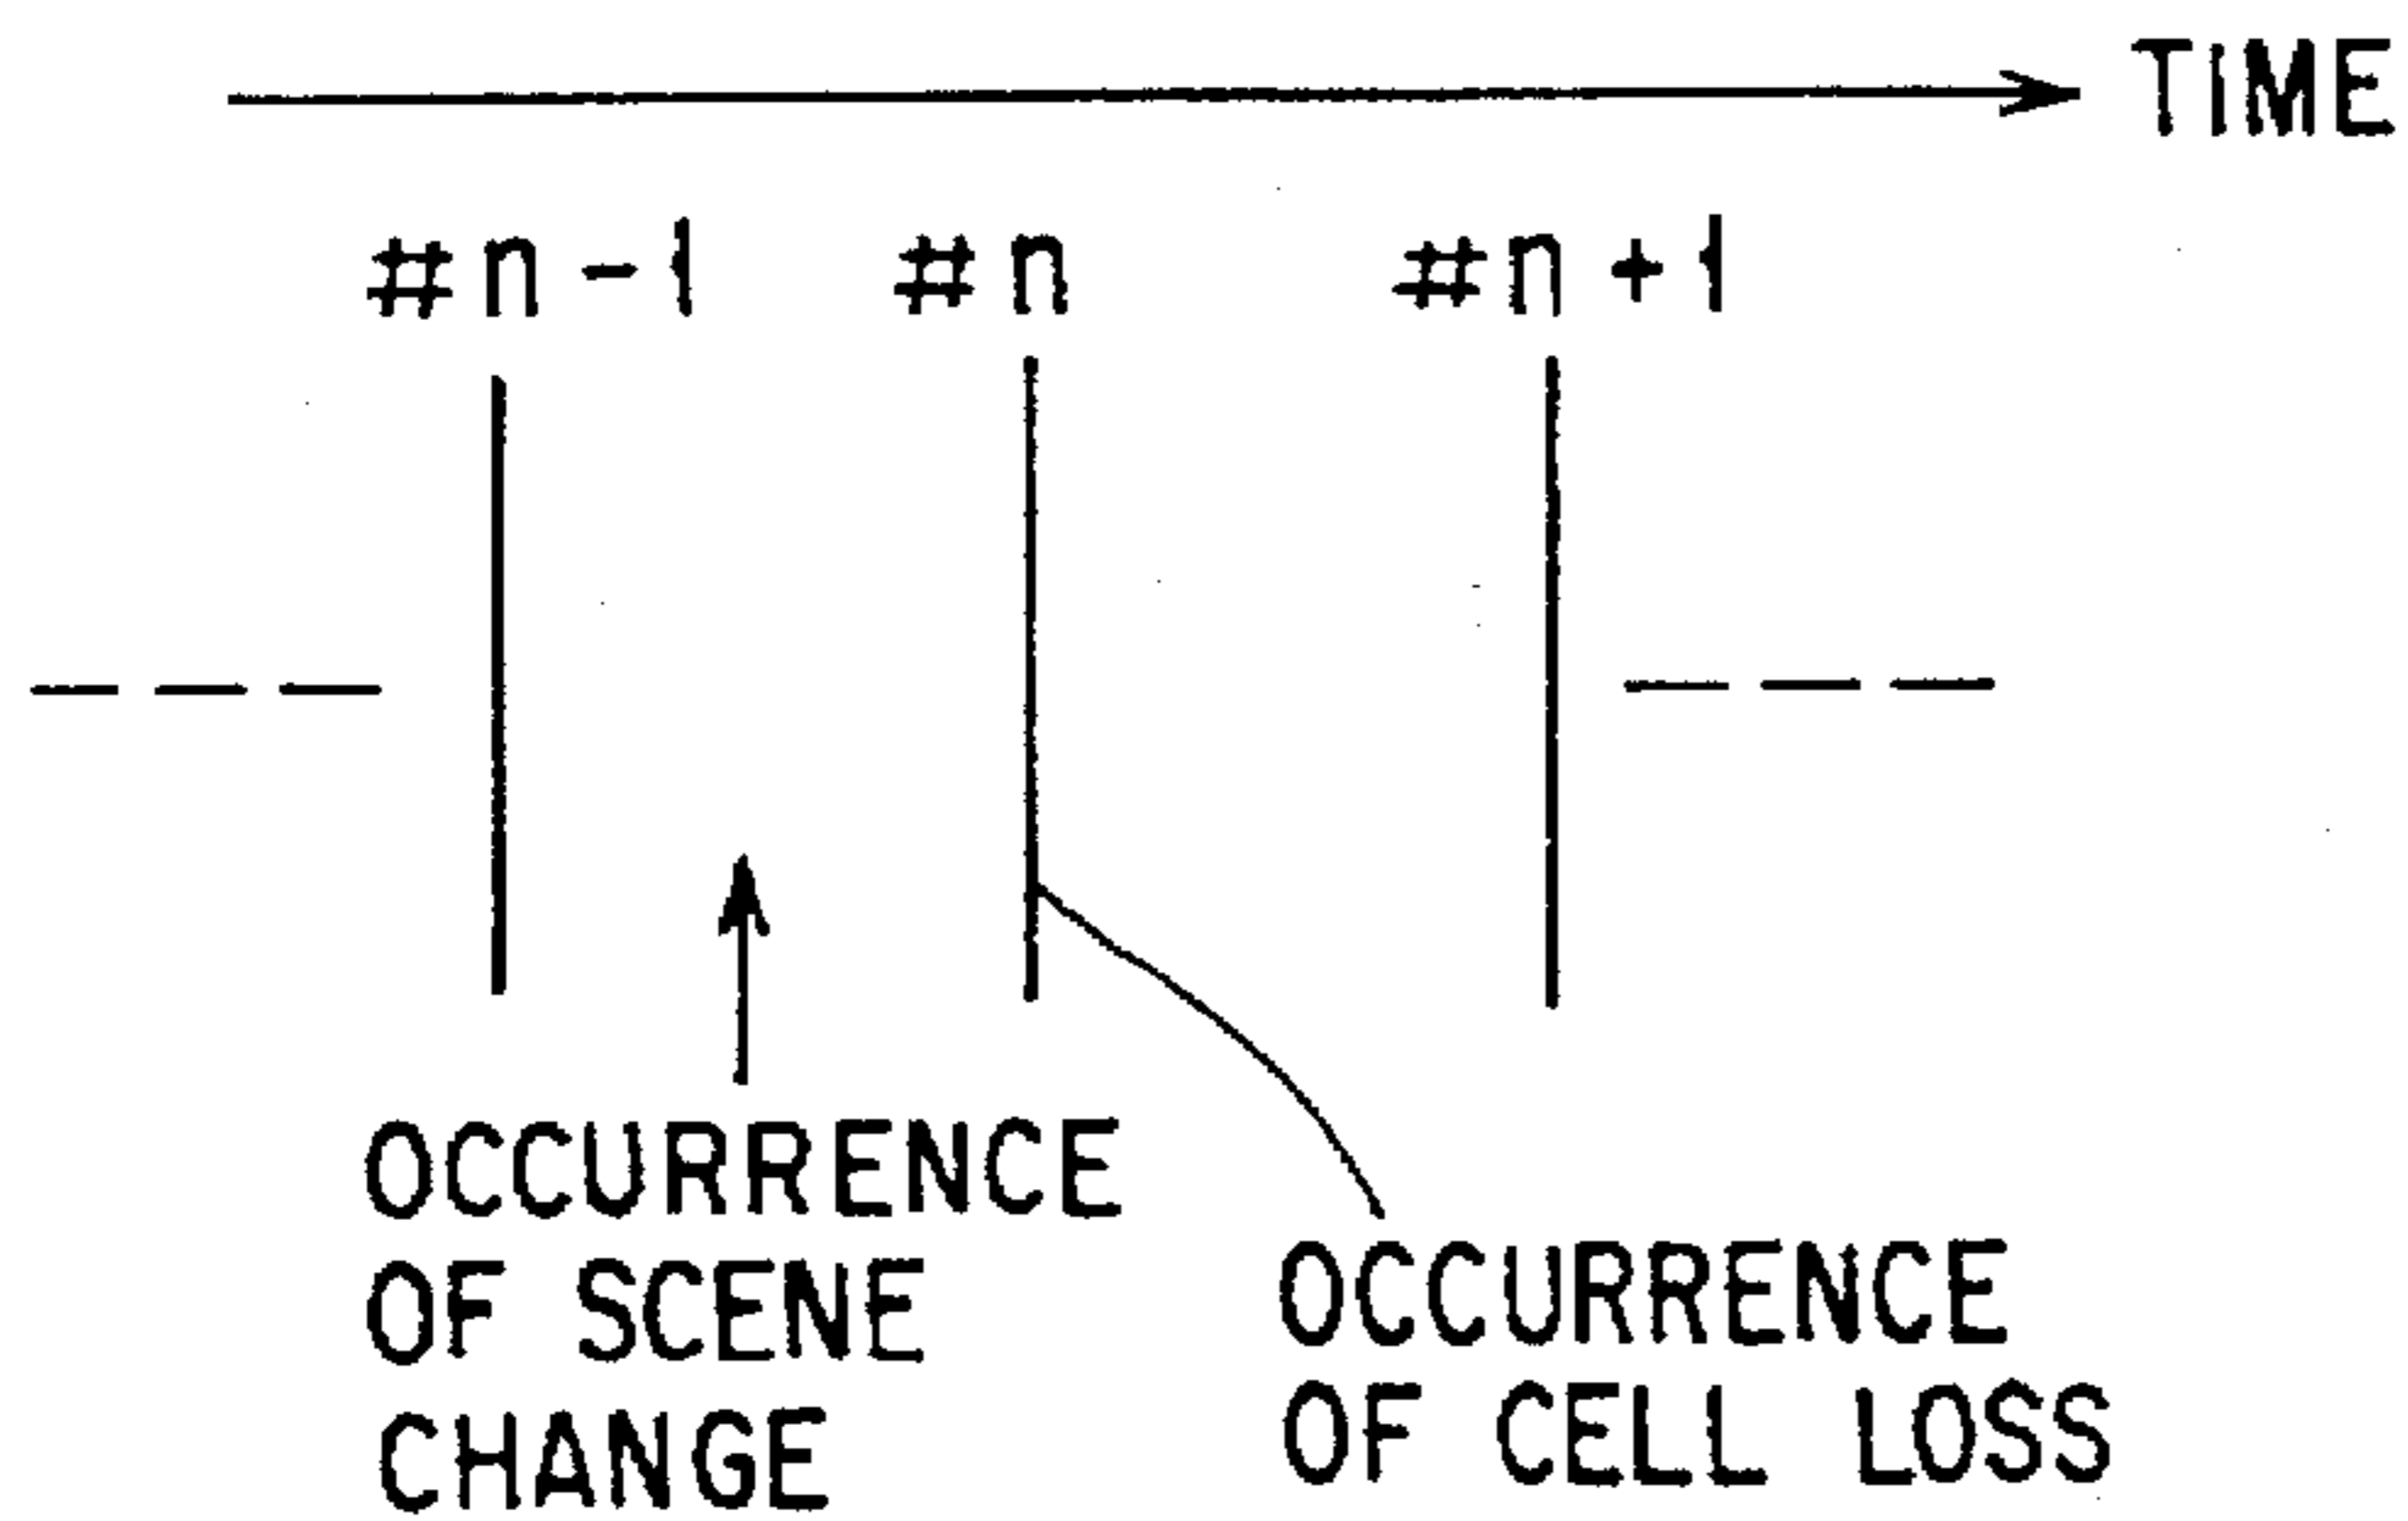 TIME
#n-1 #n #n+1
OCCURRENCE
OF SCENE
CHANGE
OCCURRENCE
OF CELL LOSS